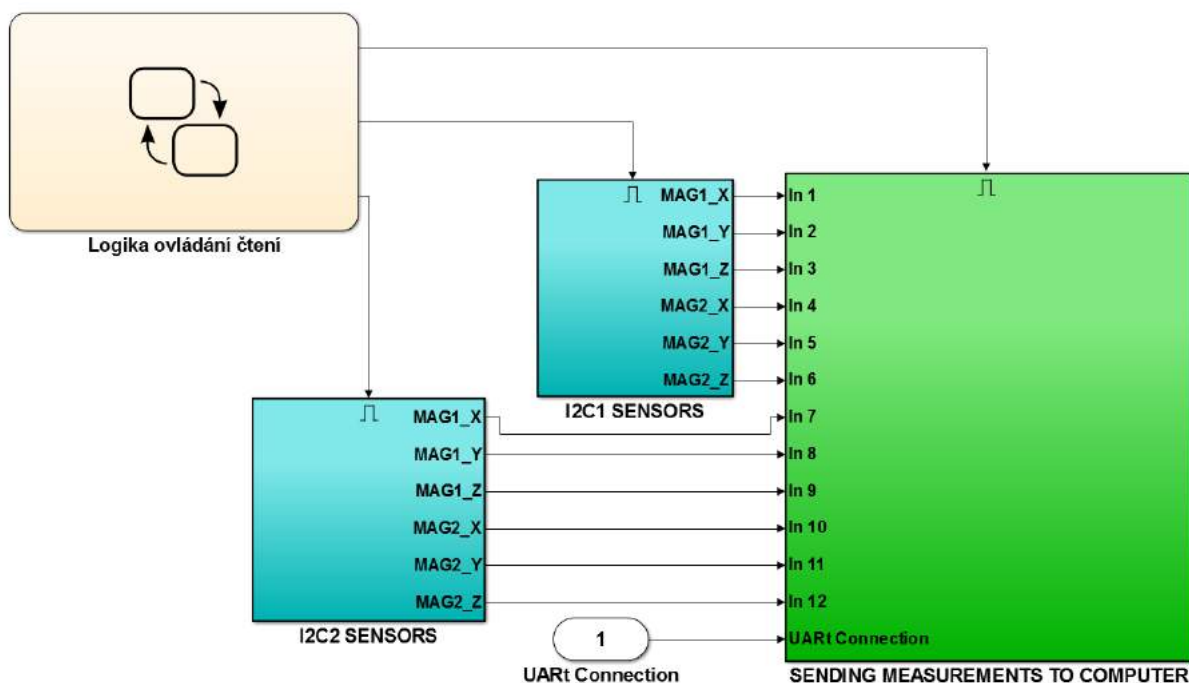 Logika ovládání čtení
MAG1_X
MAG1_Y
MAG1_Z
MAG2_X
MAG2_Y
MAG2_Z
I2C1 SENSORS
MAG1_X
MAG1_Y
MAG1_Z
MAG2_X
MAG2_Y
MAG2_Z
I2C2 SENSORS
1
UARt Connection
In 1
In 2
In 3
In 4
In 5
In 6
In 7
In 8
In 9
In 10
In 11
In 12
UARt Connection
SENDING MEASUREMENTS TO COMPUTER